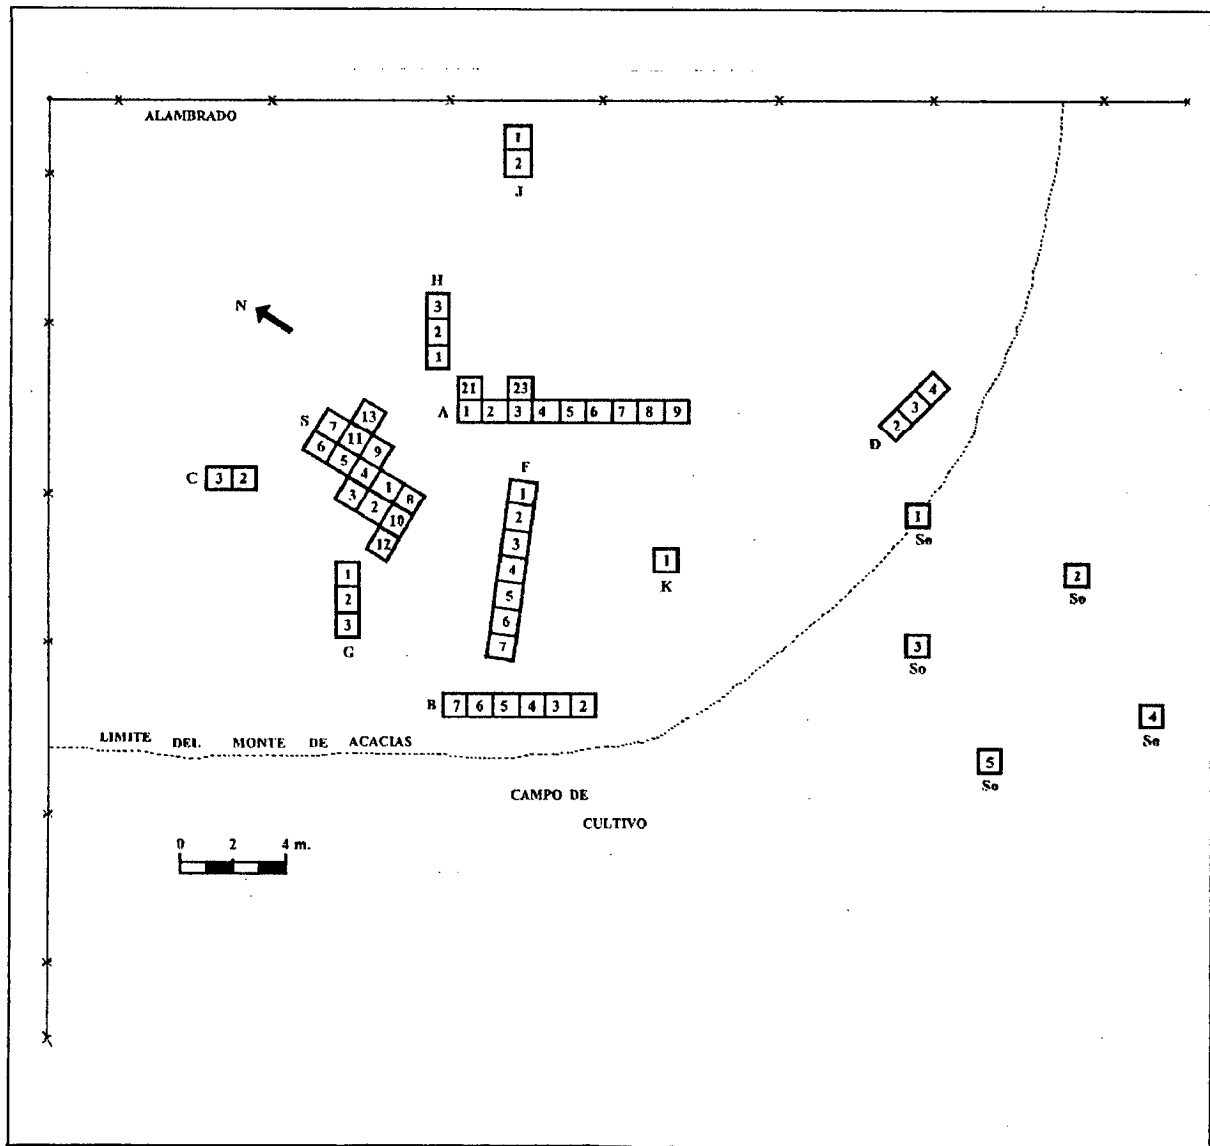 ALAMBRADO
1
2
J
H
3
2
1
N
21 23
A 1 2 3 4 5 6 7 8 9
4
3
2
D
S
13
7 11 9
6 5 4 1 8
3 2 10
12
C 3 2
F
1
2
3
4
5
6
7
1
K
1
So
2
So
3
So
4
So
5
So
1
2
3
G
B 7 6 5 4 3 2
LIMITE DEL MONTE DE ACACIAS
CAMPO DE
CULTIVO
0 2 4 m.